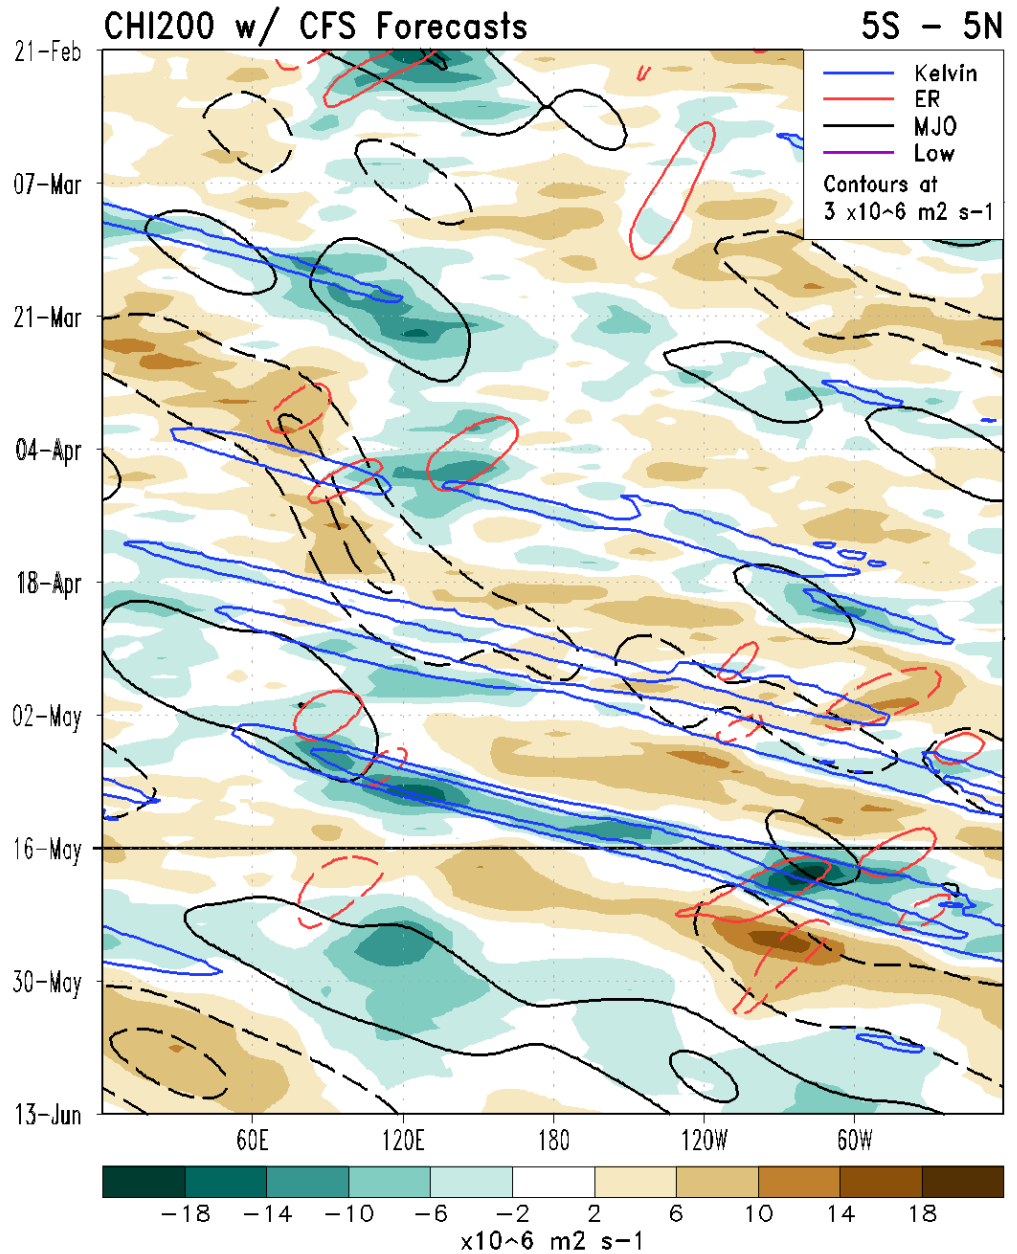 CHI200 w/ CFS Forecasts 5S - 5N
21-Feb
Kelvin
ER
MJO
Low
Contours at
3 x10^6 m2 s-1
07-Mar
21-Mar
04-Apr
18-Apr
02-May
16-May
30-May
13-Jun
60E 120E 180 120W 60W
-18 -14 -10 -6 -2 2 6 10 14 18
x10^6 m2 s-1